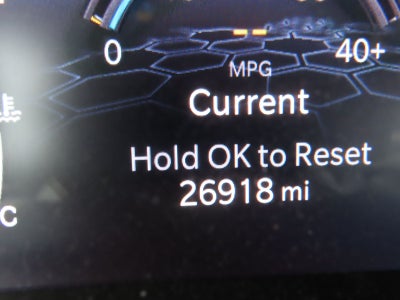 0 40+
MPG
Current
Hold OK to Reset
26918 mi
C